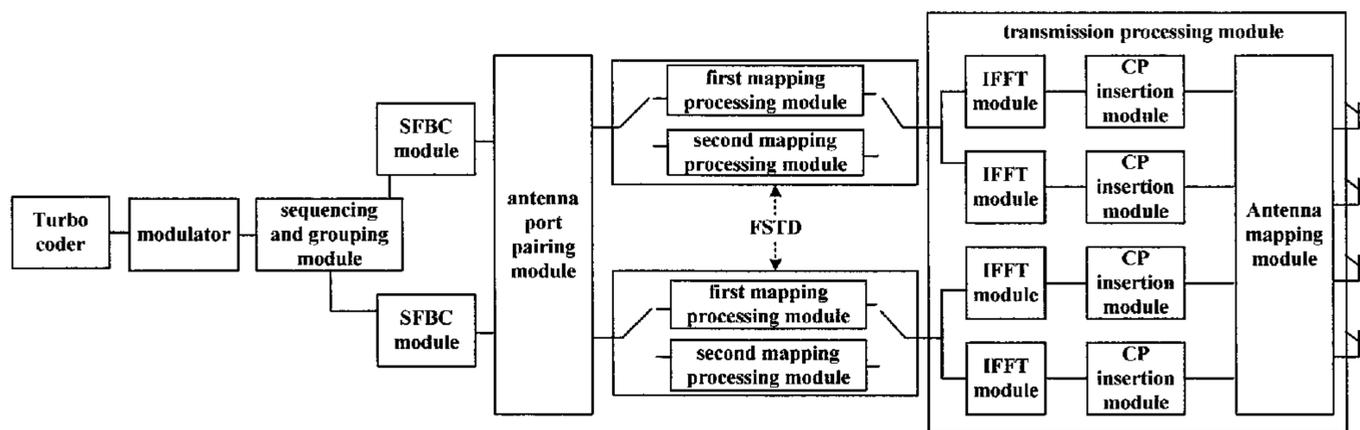 transmission processing module
Turbo
coder
modulator
sequencing
and grouping
module
SFBC
module
SFBC
module
antenna
port
pairing
module
first mapping
processing module
second mapping
processing module
FSTD
first mapping
processing module
second mapping
processing module
IFFT
module
CP
insertion
module
IFFT
module
CP
insertion
module
IFFT
module
CP
insertion
module
IFFT
module
CP
insertion
module
Antenna
mapping
module